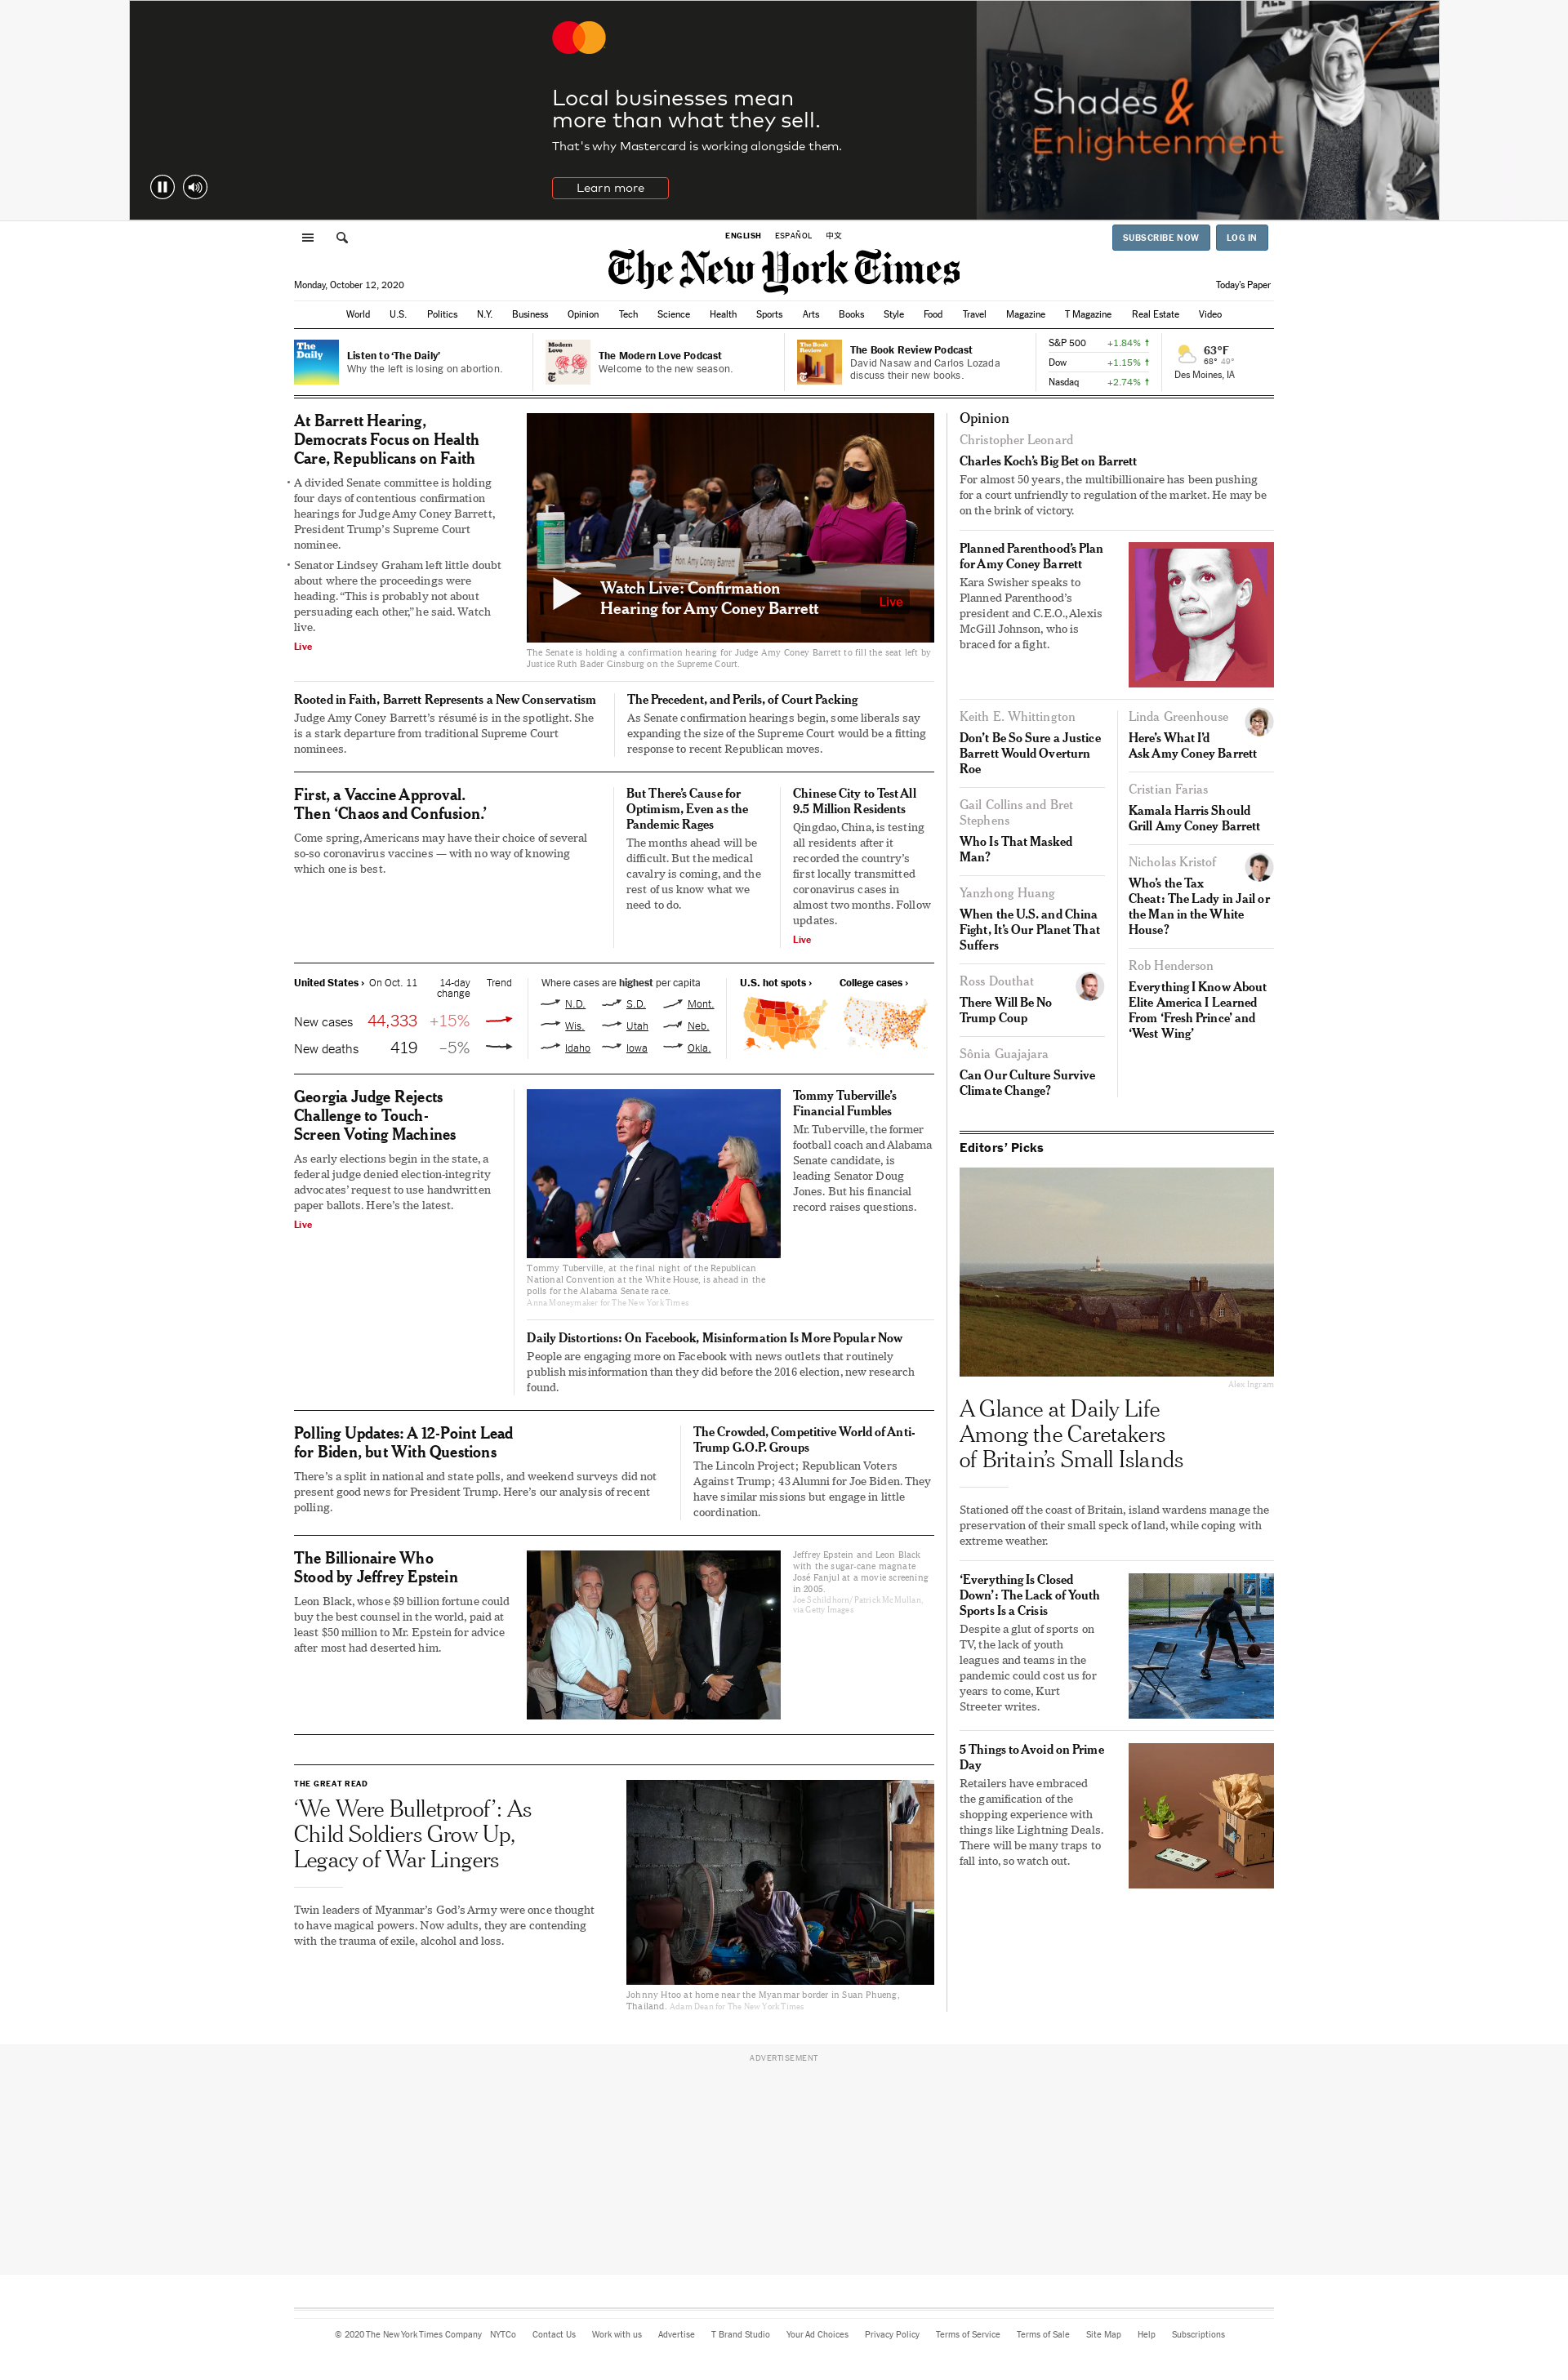 Local businesses mean
more than what they sell.
That's why Mastercard is working alongside them.
Learn more
Shades &
Enlightenment
ENGLISH ESPAÑOL 中文
SUBSCRIBE NOW LOG IN
The New York Times
Monday, October 12, 2020
Today's Paper
World U.S. Politics N.Y. Business Opinion Tech Science Health Sports Arts Books Style Food Travel Magazine T Magazine Real Estate Video
The
Daily
Listen to 'The Daily'
Why the left is losing on abortion.
Modern
Love
The Modern Love Podcast
Welcome to the new season.
The Book
Review
The Book Review Podcast
David Nasaw and Carlos Lozada
discuss their new books.
S&P 500 +1.84% ↑
Dow +1.15% ↑
Nasdaq +2.74% ↑
63°F
68° 49°
Des Moines, IA
At Barrett Hearing,
Democrats Focus on Health
Care, Republicans on Faith
• A divided Senate committee is holding
four days of contentious confirmation
hearings for Judge Amy Coney Barrett,
President Trump's Supreme Court
nominee.
• Senator Lindsey Graham left little doubt
about where the proceedings were
heading. “This is probably not about
persuading each other,” he said. Watch
live.
Live
Hon. Amy Coney Barrett
Watch Live: Confirmation
Hearing for Amy Coney Barrett
Live
The Senate is holding a confirmation hearing for Judge Amy Coney Barrett to fill the seat left by
Justice Ruth Bader Ginsburg on the Supreme Court.
Rooted in Faith, Barrett Represents a New Conservatism
Judge Amy Coney Barrett's résumé is in the spotlight. She
is a stark departure from traditional Supreme Court
nominees.
The Precedent, and Perils, of Court Packing
As Senate confirmation hearings begin, some liberals say
expanding the size of the Supreme Court would be a fitting
response to recent Republican moves.
First, a Vaccine Approval.
Then ‘Chaos and Confusion.’
Come spring, Americans may have their choice of several
so-so coronavirus vaccines — with no way of knowing
which one is best.
But There's Cause for
Optimism, Even as the
Pandemic Rages
The months ahead will be
difficult. But the medical
cavalry is coming, and the
rest of us know what we
need to do.
Chinese City to Test All
9.5 Million Residents
Qingdao, China, is testing
all residents after it
recorded the country's
first locally transmitted
coronavirus cases in
almost two months. Follow
updates.
Live
United States › On Oct. 11 14-day
change Trend
New cases 44,333 +15%
New deaths 419 –5%
Where cases are highest per capita
N.D. S.D. Mont.
Wis. Utah Neb.
Idaho Iowa Okla.
U.S. hot spots ›
College cases ›
Georgia Judge Rejects
Challenge to Touch-
Screen Voting Machines
As early elections begin in the state, a
federal judge denied election-integrity
advocates' request to use handwritten
paper ballots. Here's the latest.
Live
Tommy Tuberville, at the final night of the Republican
National Convention at the White House, is ahead in the
polls for the Alabama Senate race.
Anna Moneymaker for The New York Times
Tommy Tuberville's
Financial Fumbles
Mr. Tuberville, the former
football coach and Alabama
Senate candidate, is
leading Senator Doug
Jones. But his financial
record raises questions.
Daily Distortions: On Facebook, Misinformation Is More Popular Now
People are engaging more on Facebook with news outlets that routinely
publish misinformation than they did before the 2016 election, new research
found.
Polling Updates: A 12-Point Lead
for Biden, but With Questions
There's a split in national and state polls, and weekend surveys did not
present good news for President Trump. Here's our analysis of recent
polling.
The Crowded, Competitive World of Anti-
Trump G.O.P. Groups
The Lincoln Project; Republican Voters
Against Trump; 43 Alumni for Joe Biden. They
have similar missions but engage in little
coordination.
The Billionaire Who
Stood by Jeffrey Epstein
Leon Black, whose $9 billion fortune could
buy the best counsel in the world, paid at
least $50 million to Mr. Epstein for advice
after most had deserted him.
Jeffrey Epstein and Leon Black
with the sugar-cane magnate
José Fanjul at a movie screening
in 2005.
Joe Schildhorn/Patrick McMullan,
via Getty Images
THE GREAT READ
‘We Were Bulletproof’: As
Child Soldiers Grow Up,
Legacy of War Lingers
Twin leaders of Myanmar's God's Army were once thought
to have magical powers. Now adults, they are contending
with the trauma of exile, alcohol and loss.
Johnny Htoo at home near the Myanmar border in Suan Phueng,
Thailand. Adam Dean for The New York Times
Opinion
Christopher Leonard
Charles Koch's Big Bet on Barrett
For almost 50 years, the multibillionaire has been pushing
for a court unfriendly to regulation of the market. He may be
on the brink of victory.
Planned Parenthood's Plan
for Amy Coney Barrett
Kara Swisher speaks to
Planned Parenthood's
president and C.E.O., Alexis
McGill Johnson, who is
braced for a fight.
Keith E. Whittington
Don't Be So Sure a Justice
Barrett Would Overturn
Roe
Gail Collins and Bret
Stephens
Who Is That Masked
Man?
Yanzhong Huang
When the U.S. and China
Fight, It's Our Planet That
Suffers
Ross Douthat
There Will Be No
Trump Coup
Sônia Guajajara
Can Our Culture Survive
Climate Change?
Linda Greenhouse
Here's What I'd
Ask Amy Coney Barrett
Cristian Farias
Kamala Harris Should
Grill Amy Coney Barrett
Nicholas Kristof
Who's the Tax
Cheat: The Lady in Jail or
the Man in the White
House?
Rob Henderson
Everything I Know About
Elite America I Learned
From ‘Fresh Prince’ and
‘West Wing’
Editors' Picks
Alex Ingram
A Glance at Daily Life
Among the Caretakers
of Britain's Small Islands
Stationed off the coast of Britain, island wardens manage the
preservation of their small speck of land, while coping with
extreme weather.
‘Everything Is Closed
Down’: The Lack of Youth
Sports Is a Crisis
Despite a glut of sports on
TV, the lack of youth
leagues and teams in the
pandemic could cost us for
years to come, Kurt
Streeter writes.
5 Things to Avoid on Prime
Day
Retailers have embraced
the gamification of the
shopping experience with
things like Lightning Deals.
There will be many traps to
fall into, so watch out.
ADVERTISEMENT
© 2020 The New York Times Company NYTCo Contact Us Work with us Advertise T Brand Studio Your Ad Choices Privacy Policy Terms of Service Terms of Sale Site Map Help Subscriptions